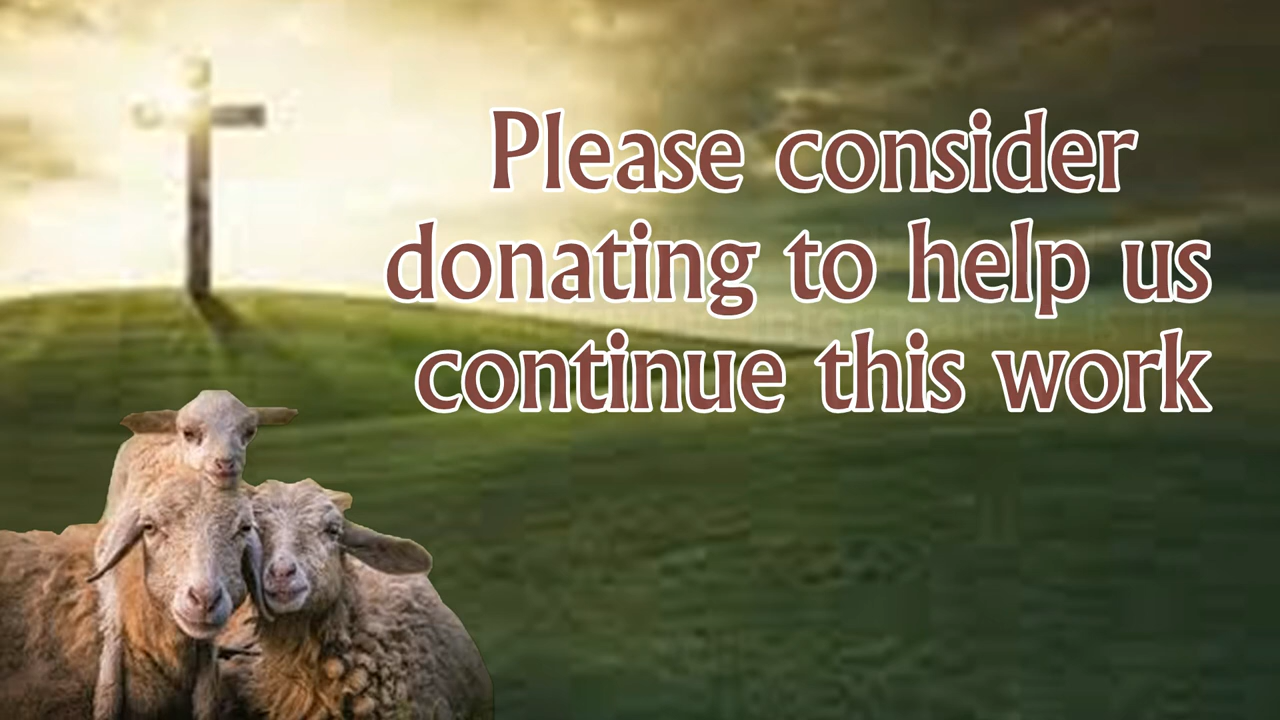 Please consider
donating to help us
continue this work